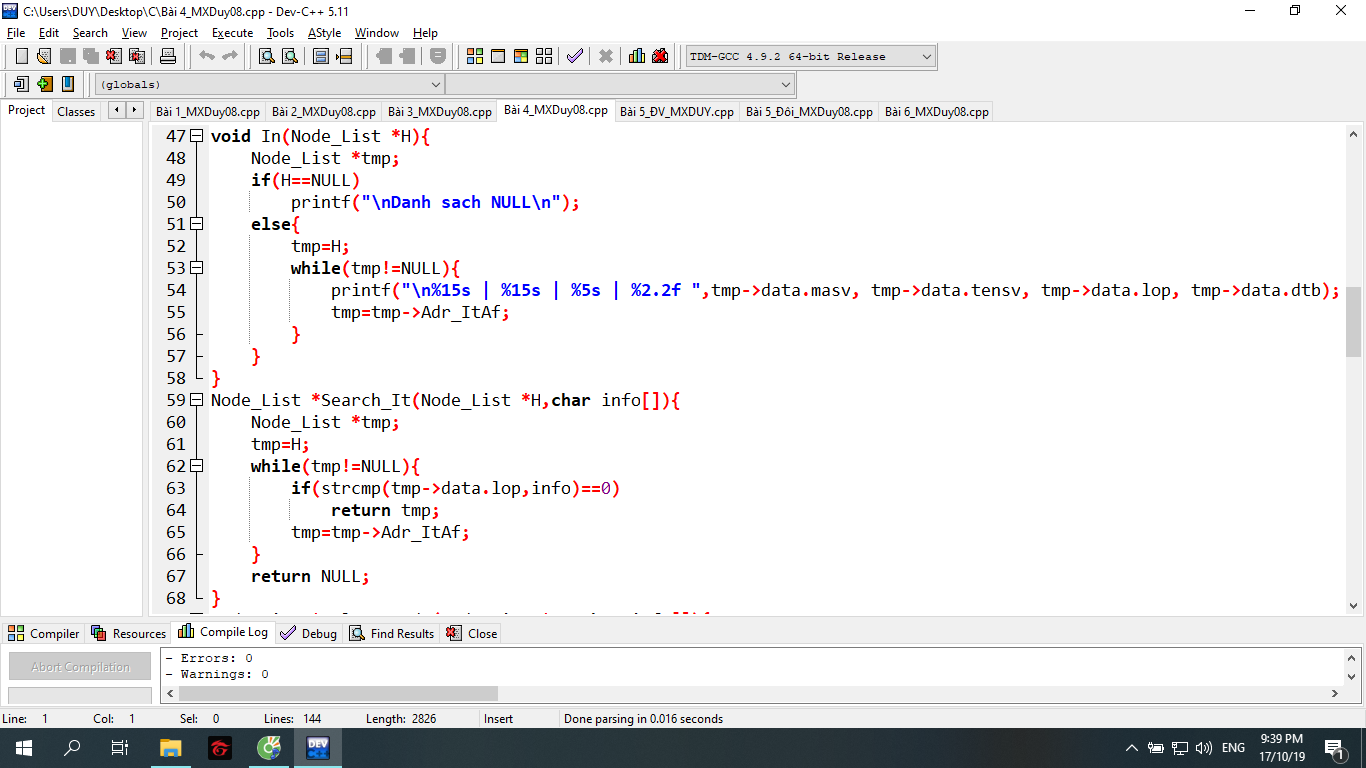 C:\Users\DUY\Desktop\C\Bài 4_MXDuy08.cpp - Dev-C++ 5.11
File Edit Search View Project Execute Tools AStyle Window Help
TDM-GCC 4.9.2 64-bit Release
(globals)
Project Classes Bài 1_MXDuy08.cpp Bài 2_MXDuy08.cpp Bài 3_MXDuy08.cpp Bài 4_MXDuy08.cpp Bài 5_ĐV_MXDUY.cpp Bài 5_Đôi_MXDuy08.cpp Bài 6_MXDuy08.cpp
47 void In(Node_List *H){
48 Node_List *tmp;
49 if(H==NULL)
50 printf("\nDanh sach NULL\n");
51 else{
52 tmp=H;
53 while(tmp!=NULL){
54 printf("\n%15s | %15s | %5s | %2.2f ",tmp->data.masv, tmp->data.tensv, tmp->data.lop, tmp->data.dtb);
55 tmp=tmp->Adr_ItAf;
56 }
57 }
58 }
59 Node_List *Search_It(Node_List *H,char info[]){
60 Node_List *tmp;
61 tmp=H;
62 while(tmp!=NULL){
63 if(strcmp(tmp->data.lop,info)==0)
64 return tmp;
65 tmp=tmp->Adr_ItAf;
66 }
67 return NULL;
68 }
Compiler Resources Compile Log Debug Find Results Close
Abort Compilation
- Errors: 0
- Warnings: 0
Line: 1 Col: 1 Sel: 0 Lines: 144 Length: 2826 Insert Done parsing in 0.016 seconds
DEV
ENG
9:39 PM
17/10/19
1